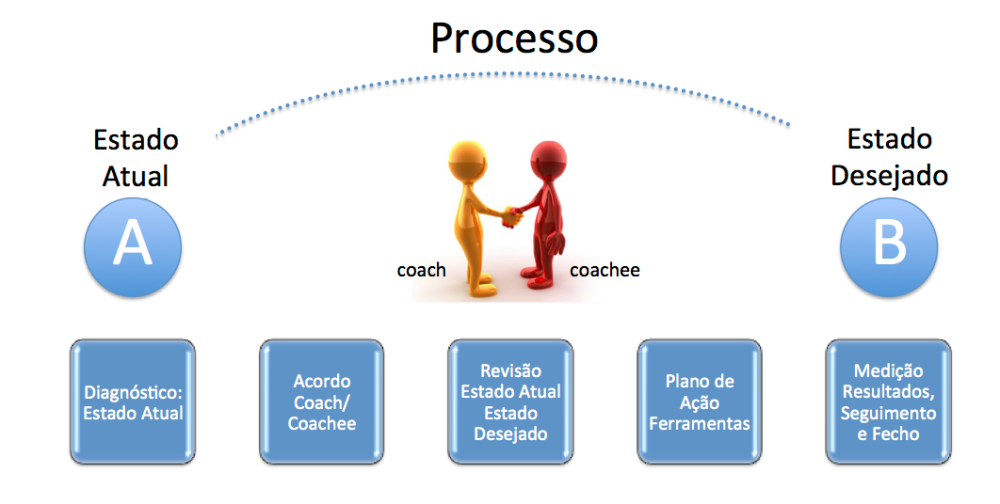 Processo
Estado
Atual
A
Estado
Desejado
B
coach
coachee
Diagnóstico:
Estado Atual
Acordo
Coach/
Coachee
Revisão
Estado Atual
Estado
Desejado
Plano de
Ação
Ferramentas
Medição
Resultados,
Seguimento
e Fecho